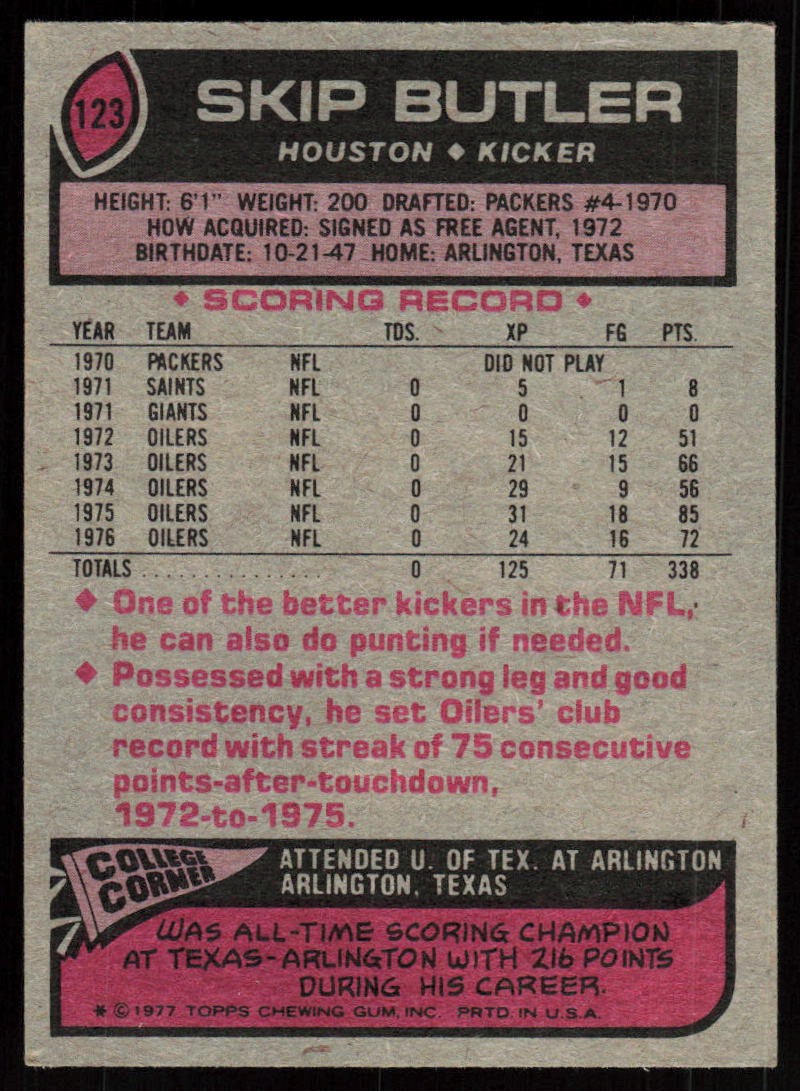 123
SKIP BUTLER
HOUSTON ♦ KICKER
HEIGHT: 6'1" WEIGHT: 200 DRAFTED: PACKERS #4-1970
HOW ACQUIRED: SIGNED AS FREE AGENT, 1972
BIRTHDATE: 10-21-47 HOME: ARLINGTON, TEXAS
♦ SCORING RECORD ♦
YEAR TEAM TDS. XP FG PTS.
1970 PACKERS NFL DID NOT PLAY
1971 SAINTS NFL 0 5 1 8
1971 GIANTS NFL 0 0 0 0
1972 OILERS NFL 0 15 12 51
1973 OILERS NFL 0 21 15 66
1974 OILERS NFL 0 29 9 56
1975 OILERS NFL 0 31 18 85
1976 OILERS NFL 0 24 16 72
TOTALS ................ 0 125 71 338
♦ One of the better kickers in the NFL,
he can also do punting if needed.
♦ Possessed with a strong leg and good
consistency, he set Oilers' club
record with streak of 75 consecutive
points-after-touchdown,
1972-to-1975.
COLLEGE
CORNER
ATTENDED U. OF TEX. AT ARLINGTON
ARLINGTON, TEXAS
WAS ALL-TIME SCORING CHAMPION
AT TEXAS-ARLINGTON WITH 216 POINTS
DURING HIS CAREER.
* © 1977 TOPPS CHEWING GUM, INC. PRTD. IN U.S.A.